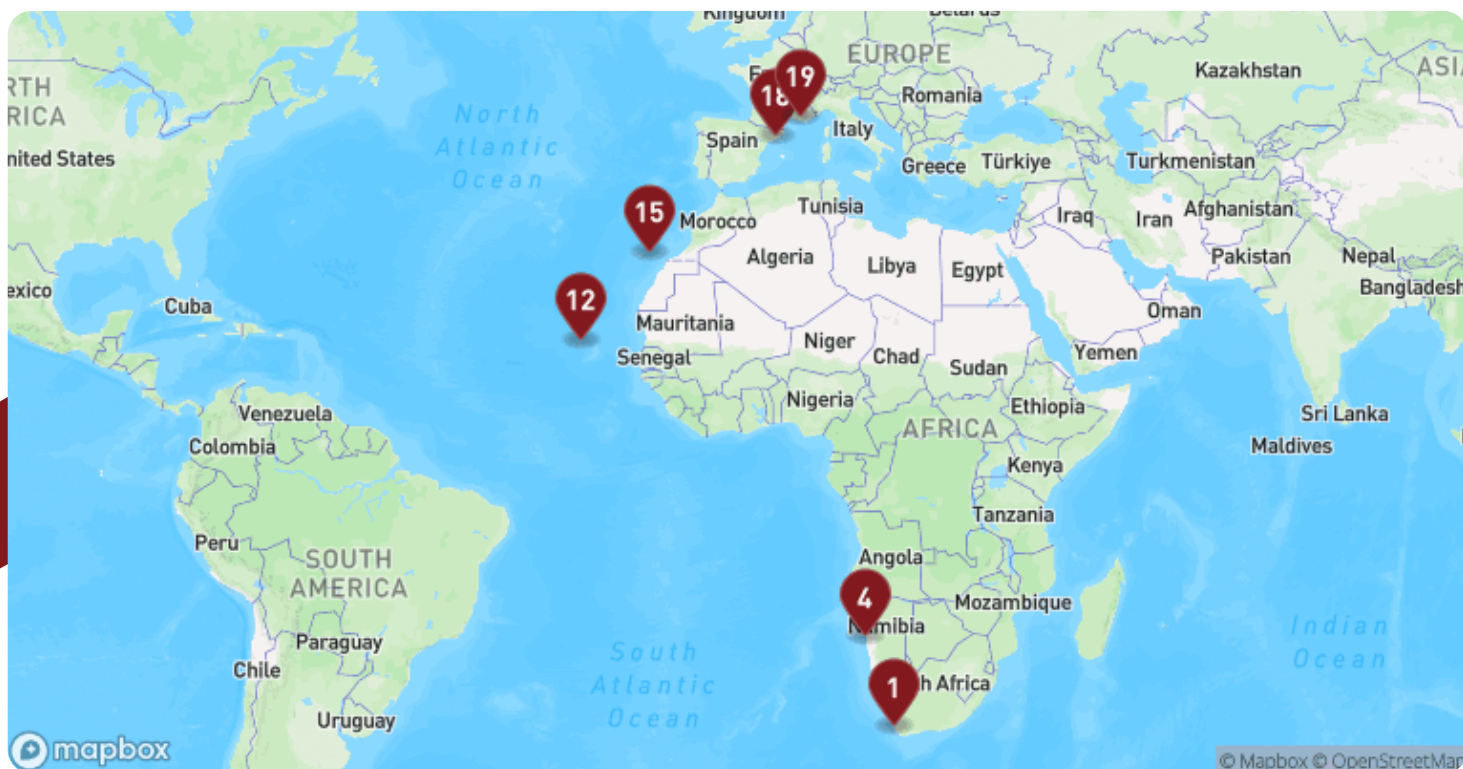 Kingdom
Belarus
EUROPE
19
Kazakhstan
18
Romania
North
Atlantic
Ocean
Spain
Italy
Greece
Türkiye
Turkmenistan
nited States
15
Morocco
Tunisia
Iraq
Iran
Afghanistan
Algeria
Libya
Egypt
Pakistan
Nepal
Bangladesh
exico
Cuba
12
Oman
Mauritania
Niger
Chad
Yemen
Senegal
Sudan
Nigeria
Ethiopia
Venezuela
Sri Lanka
AFRICA
Colombia
Maldives
Kenya
Tanzania
Peru
Angola
SOUTH
AMERICA
4
Namibia
Mozambique
Indian
Ocean
Paraguay
South
Atlantic
Ocean
Chile
1
h Africa
Uruguay
mapbox
© Mapbox © OpenStreetMap